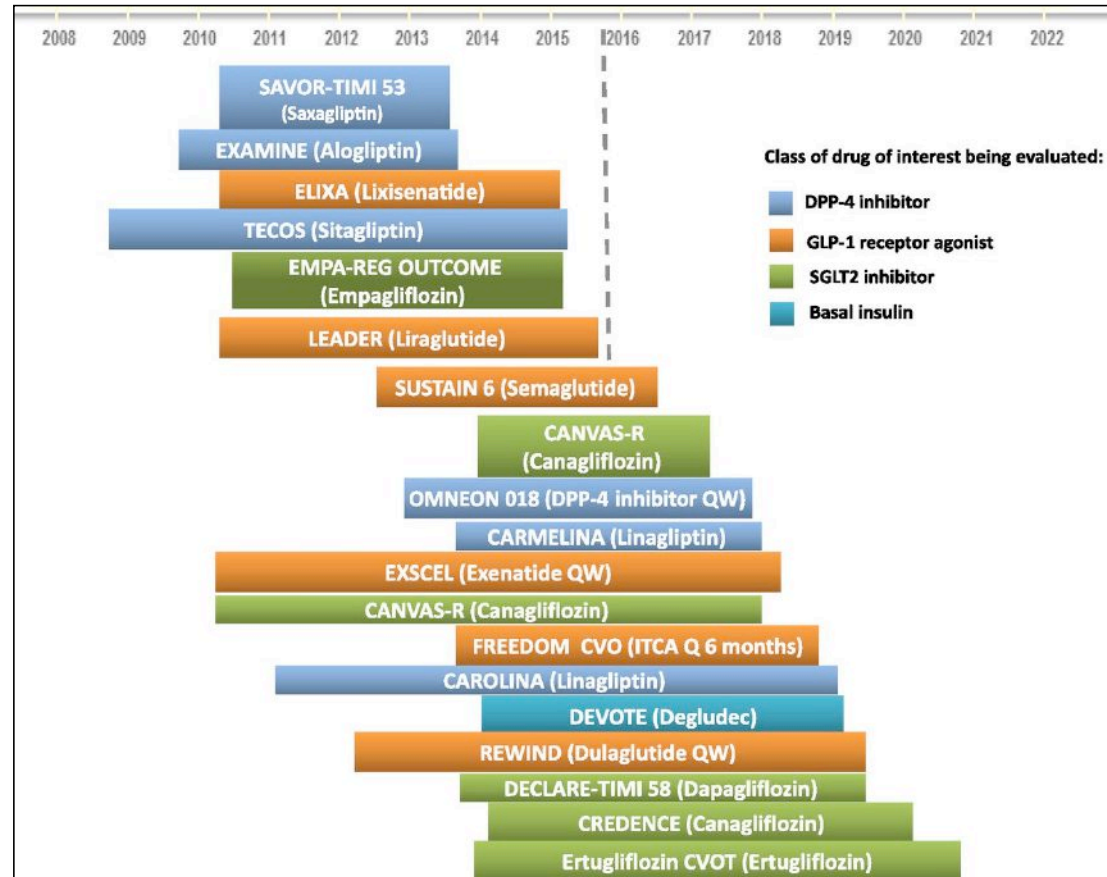 2008 2009 2010 2011 2012 2013 2014 2015 2016 2017 2018 2019 2020 2021 2022
SAVOR-TIMI 53
(Saxagliptin)
EXAMINE (Alogliptin)
ELIXA (Lixisenatide)
TECOS (Sitagliptin)
EMPA-REG OUTCOME
(Empagliflozin)
LEADER (Liraglutide)
SUSTAIN 6 (Semaglutide)
CANVAS-R
(Canagliflozin)
OMNEON 018 (DPP-4 inhibitor QW)
CARMELINA (Linagliptin)
EXSCEL (Exenatide QW)
CANVAS-R (Canagliflozin)
FREEDOM CVO (ITCA Q 6 months)
CAROLINA (Linagliptin)
DEVOTE (Degludec)
REWIND (Dulaglutide QW)
DECLARE-TIMI 58 (Dapagliflozin)
CREDENCE (Canagliflozin)
Ertugliflozin CVOT (Ertugliflozin)
Class of drug of interest being evaluated:
DPP-4 inhibitor
GLP-1 receptor agonist
SGLT2 inhibitor
Basal insulin